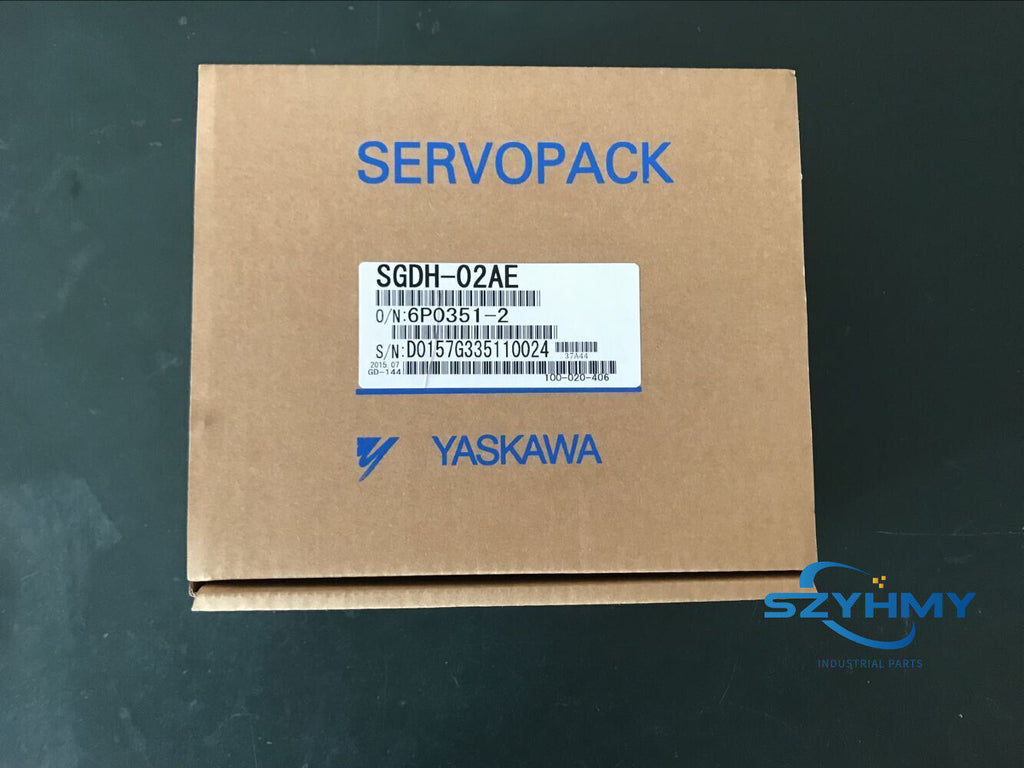 SERVOPACK
SGDH-02AE
O/N:6P0351-2
S/N:D0157G335110024
37A44
2015.07
GD-144
100-020-406
YASKAWA
SZYHMY
INDUSTRIAL PARTS